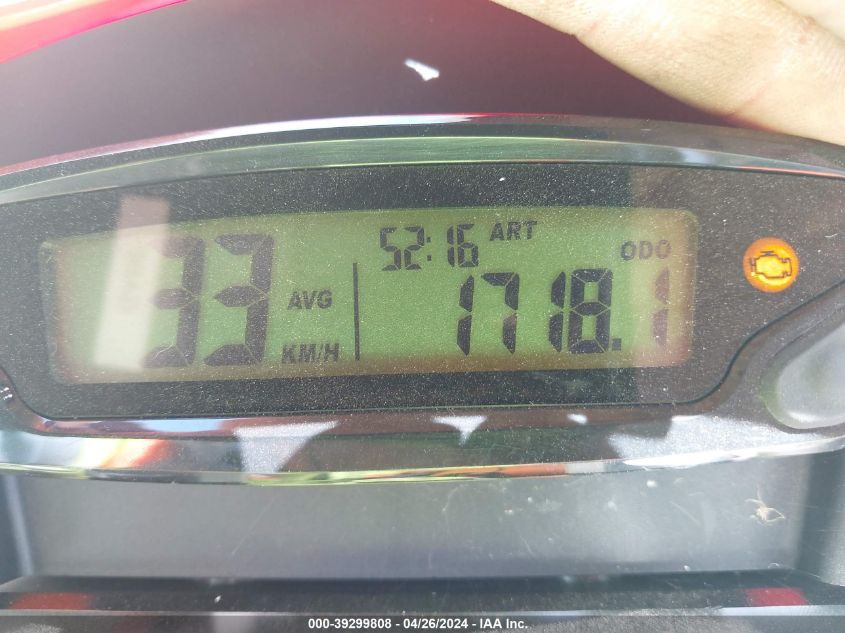 52:16 ART
ODO
33 AVG
1718.1
KM/H
000-39299808 - 04/26/2024 - IAA Inc.